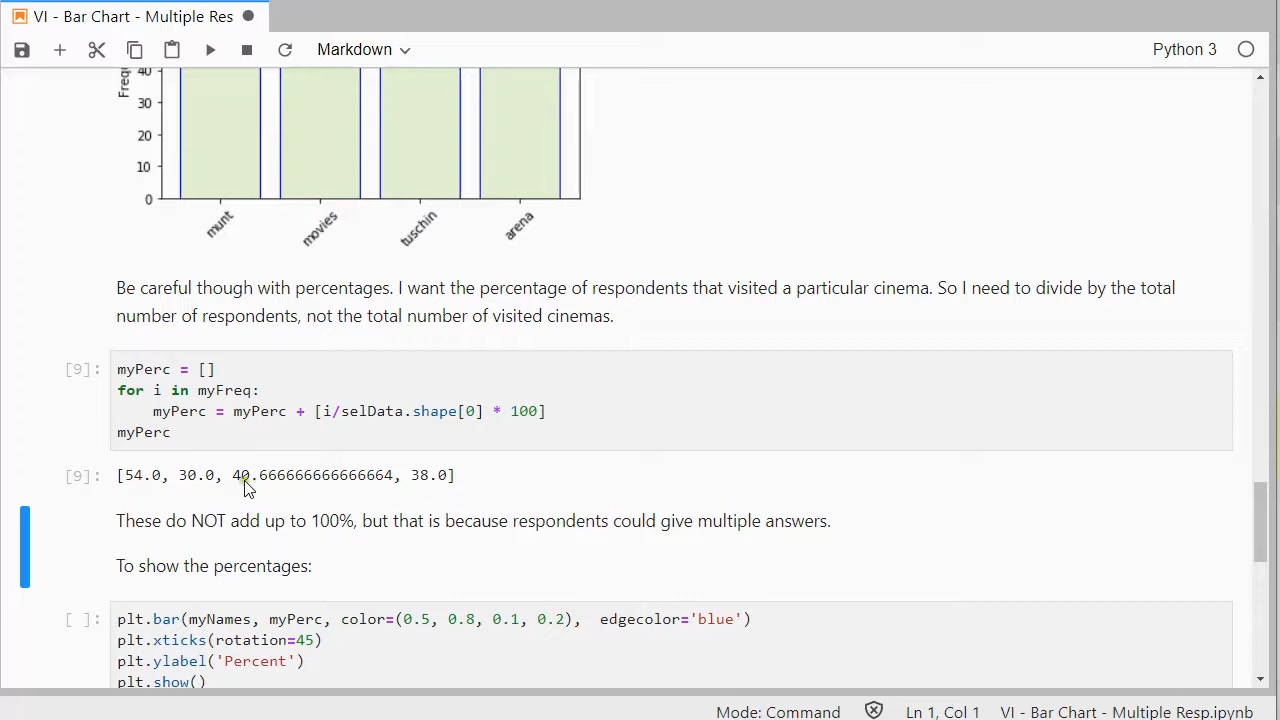 VI - Bar Chart - Multiple Res
Markdown
Python 3
40
30
20
10
0
Frequ
munt
movies
tuschin
arena
Be careful though with percentages. I want the percentage of respondents that visited a particular cinema. So I need to divide by the total
number of respondents, not the total number of visited cinemas.
[9]:
myPerc = []
for i in myFreq:
    myPerc = myPerc + [i/selData.shape[0] * 100]
myPerc
[9]:
[54.0, 30.0, 40.666666666666664, 38.0]
These do NOT add up to 100%, but that is because respondents could give multiple answers.
To show the percentages:
[ ]:
plt.bar(myNames, myPerc, color=(0.5, 0.8, 0.1, 0.2),  edgecolor='blue')
plt.xticks(rotation=45)
plt.ylabel('Percent')
plt.show()
Mode: Command
Ln 1, Col 1
VI - Bar Chart - Multiple Resp.ipynb